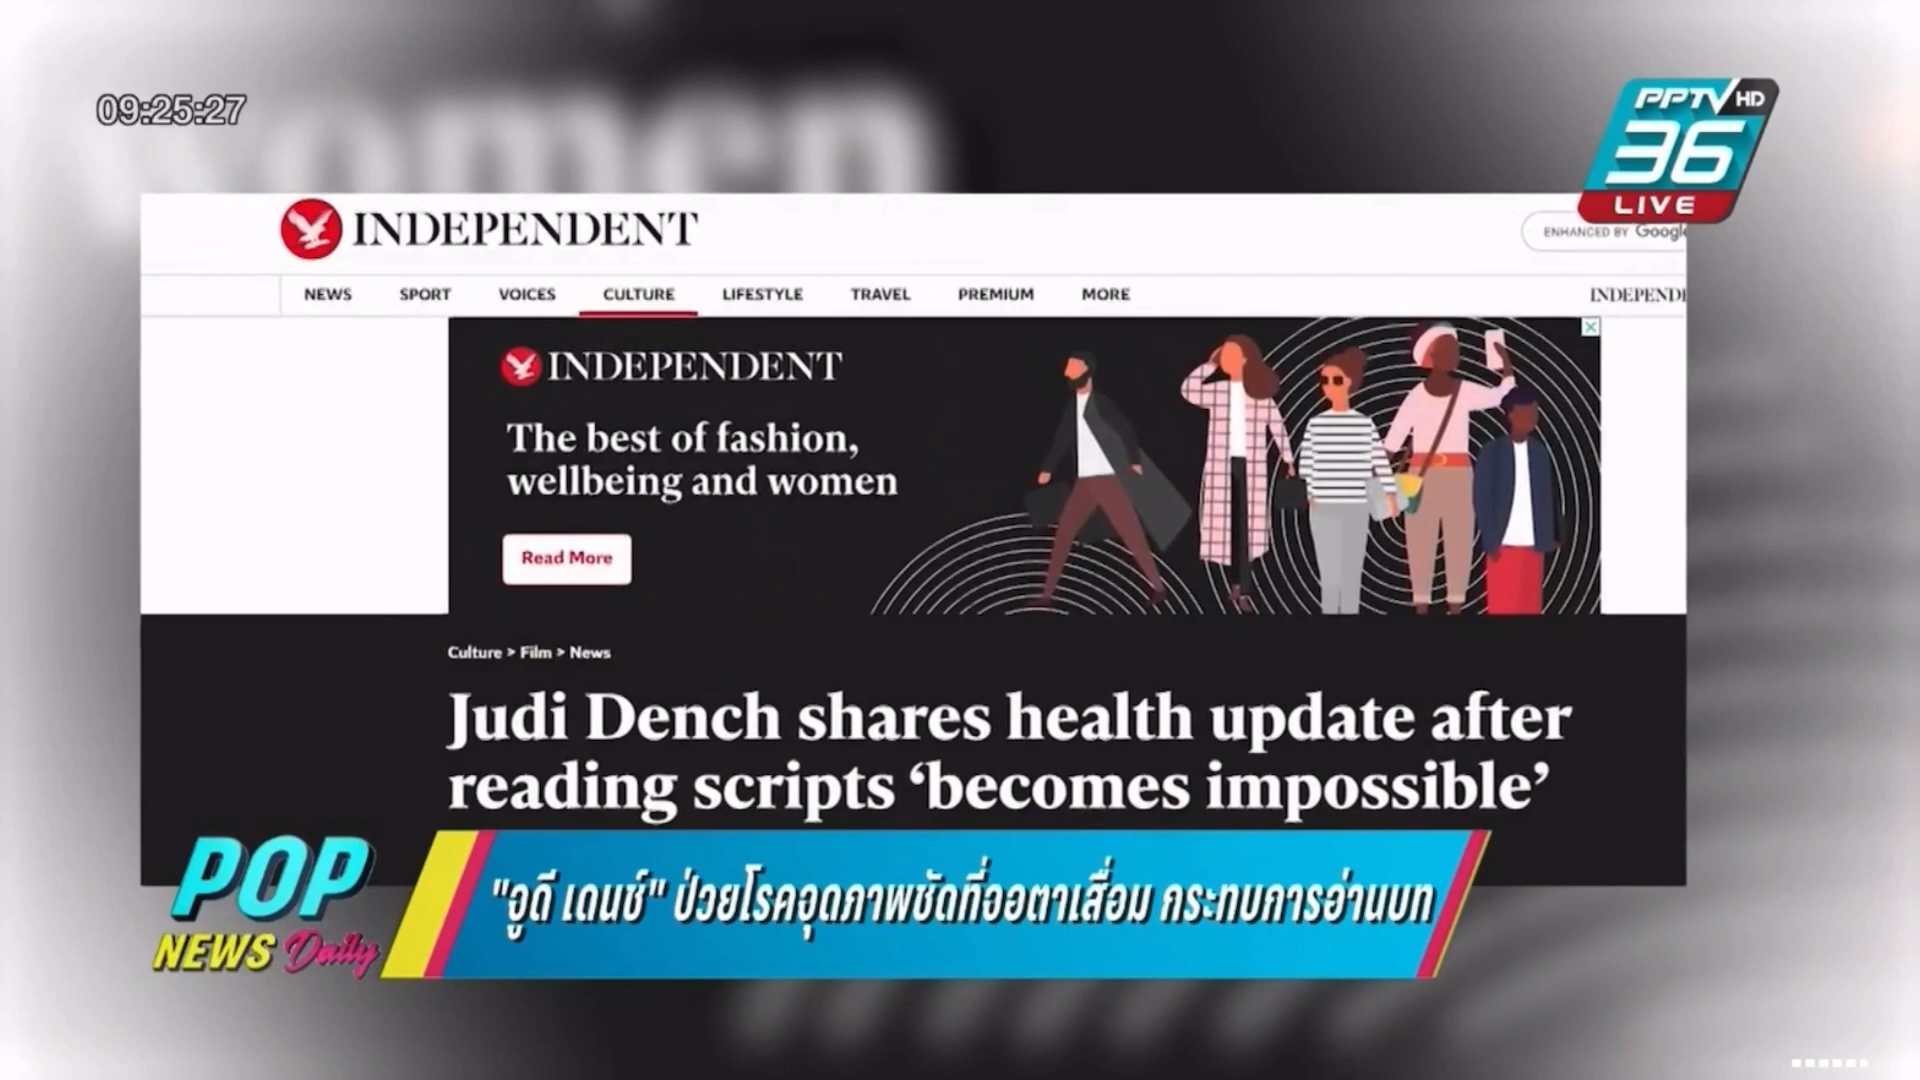 09:25:27
PPTV HD
36
LIVE
women
INDEPENDENT
ENHANCED BY Google
NEWS SPORT VOICES CULTURE LIFESTYLE TRAVEL PREMIUM MORE
INDEPENDE
INDEPENDENT
The best of fashion,
wellbeing and women
Read More
Culture > Film > News
Judi Dench shares health update after
reading scripts ‘becomes impossible’
POP
NEWS Daily
"จูดี เดนช์" ป่วยโรคจุดภาพชัดที่จอตาเสื่อม กระทบการอ่านบท